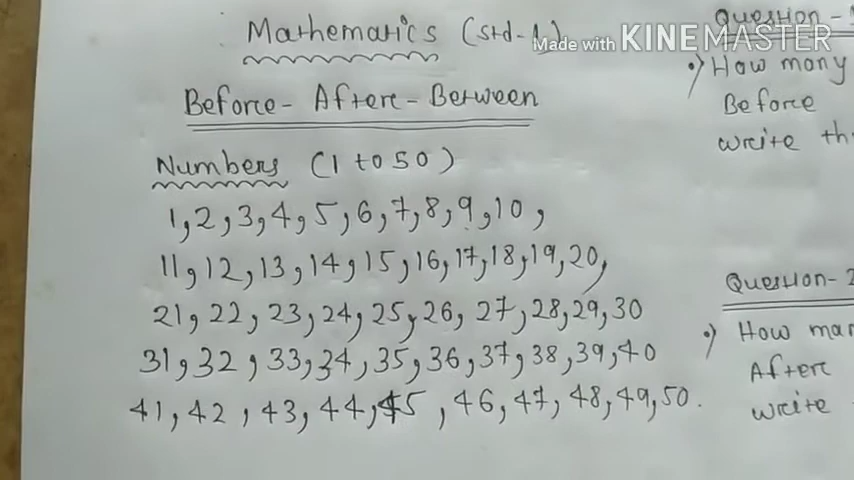 Mathematics (Std-1)
Before - After - Between
Numbers (1 to 50)
1, 2, 3, 4, 5, 6, 7, 8, 9, 10,
11, 12, 13, 14, 15, 16, 17, 18, 19, 20,
21, 22, 23, 24, 25, 26, 27, 28, 29, 30
31, 32, 33, 34, 35, 36, 37, 38, 39, 40
41, 42, 43, 44, 45, 46, 47, 48, 49, 50.
Made with KINEMASTER
Question -
How many
Before
write
Question - 2
How
After
write